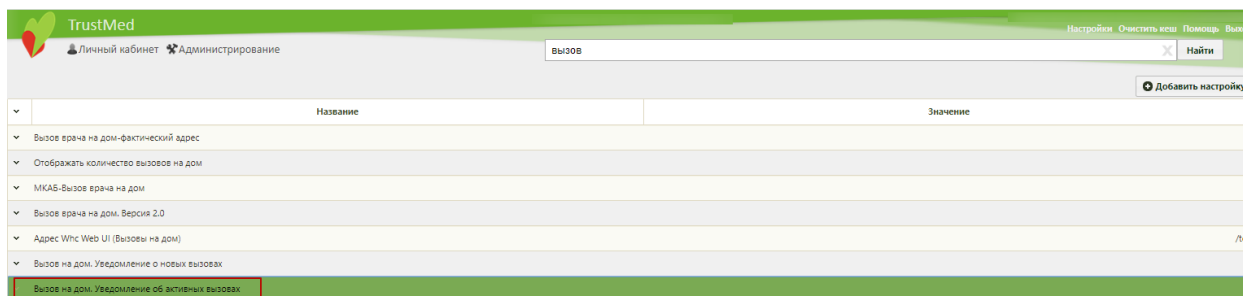 TrustMed
Настройки Очистить кеш Помощь
Личный кабинет Администрирование
вызов
Найти
Добавить настройку
Название Значение
Вызов врача на дом-фактический адрес
Отображать количество вызовов на дом
МКАБ-Вызов врача на дом
Вызов врача на дом. Версия 2.0
Адрес Whc Web UI (Вызовы на дом)
Вызов на дом. Уведомление о новых вызовах
Вызов на дом. Уведомление об активных вызовах